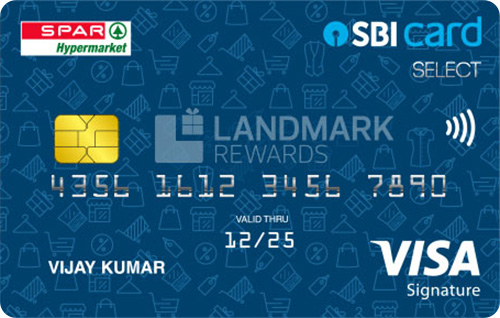 SPAR
Hypermarket
SBI card
SELECT
LANDMARK
REWARDS
4356 1612 3456 7890
VALID THRU
12/25
VIJAY KUMAR
VISA
Signature